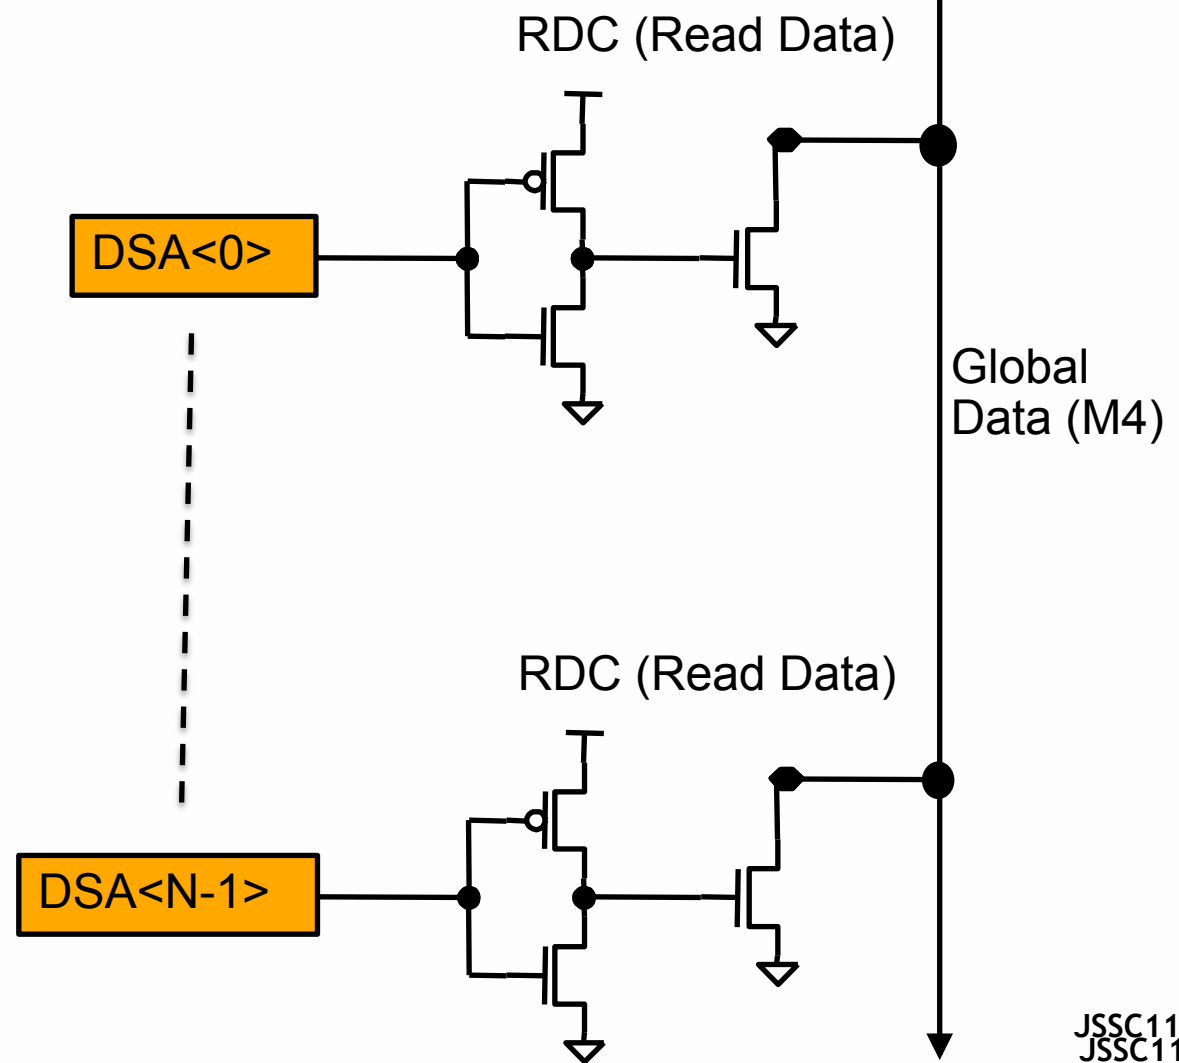 RDC (Read Data)
DSA<0>
Global
Data (M4)
RDC (Read Data)
DSA<N-1>
JSSC11
JSSC11